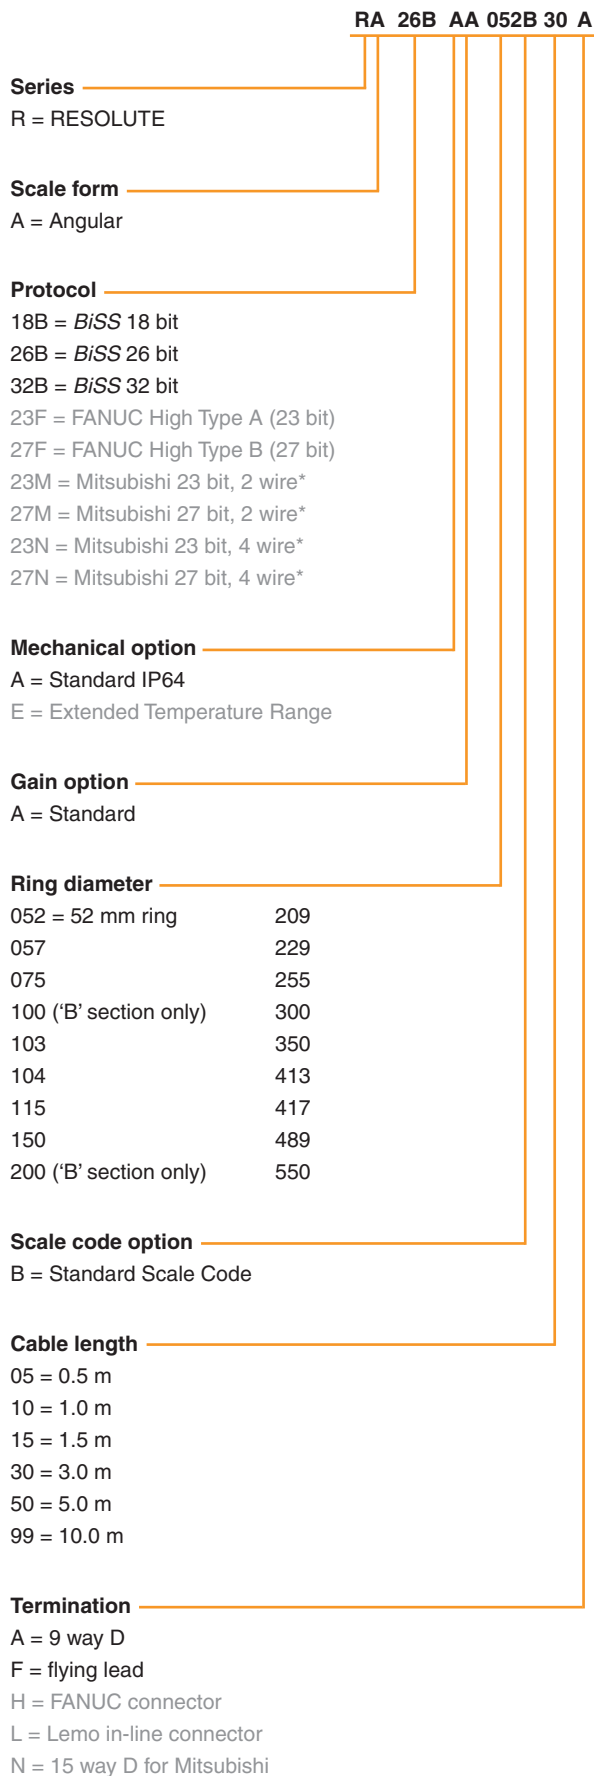 RA 26B AA 052B 30 A
Series
R = RESOLUTE
Scale form
A = Angular
Protocol
18B = BiSS 18 bit
26B = BiSS 26 bit
32B = BiSS 32 bit
23F = FANUC High Type A (23 bit)
27F = FANUC High Type B (27 bit)
23M = Mitsubishi 23 bit, 2 wire*
27M = Mitsubishi 27 bit, 2 wire*
23N = Mitsubishi 23 bit, 4 wire*
27N = Mitsubishi 27 bit, 4 wire*
Mechanical option
A = Standard IP64
E = Extended Temperature Range
Gain option
A = Standard
Ring diameter
052 = 52 mm ring 209
057 229
075 255
100 (‘B’ section only) 300
103 350
104 413
115 417
150 489
200 (‘B’ section only) 550
Scale code option
B = Standard Scale Code
Cable length
05 = 0.5 m
10 = 1.0 m
15 = 1.5 m
30 = 3.0 m
50 = 5.0 m
99 = 10.0 m
Termination
A = 9 way D
F = flying lead
H = FANUC connector
L = Lemo in-line connector
N = 15 way D for Mitsubishi